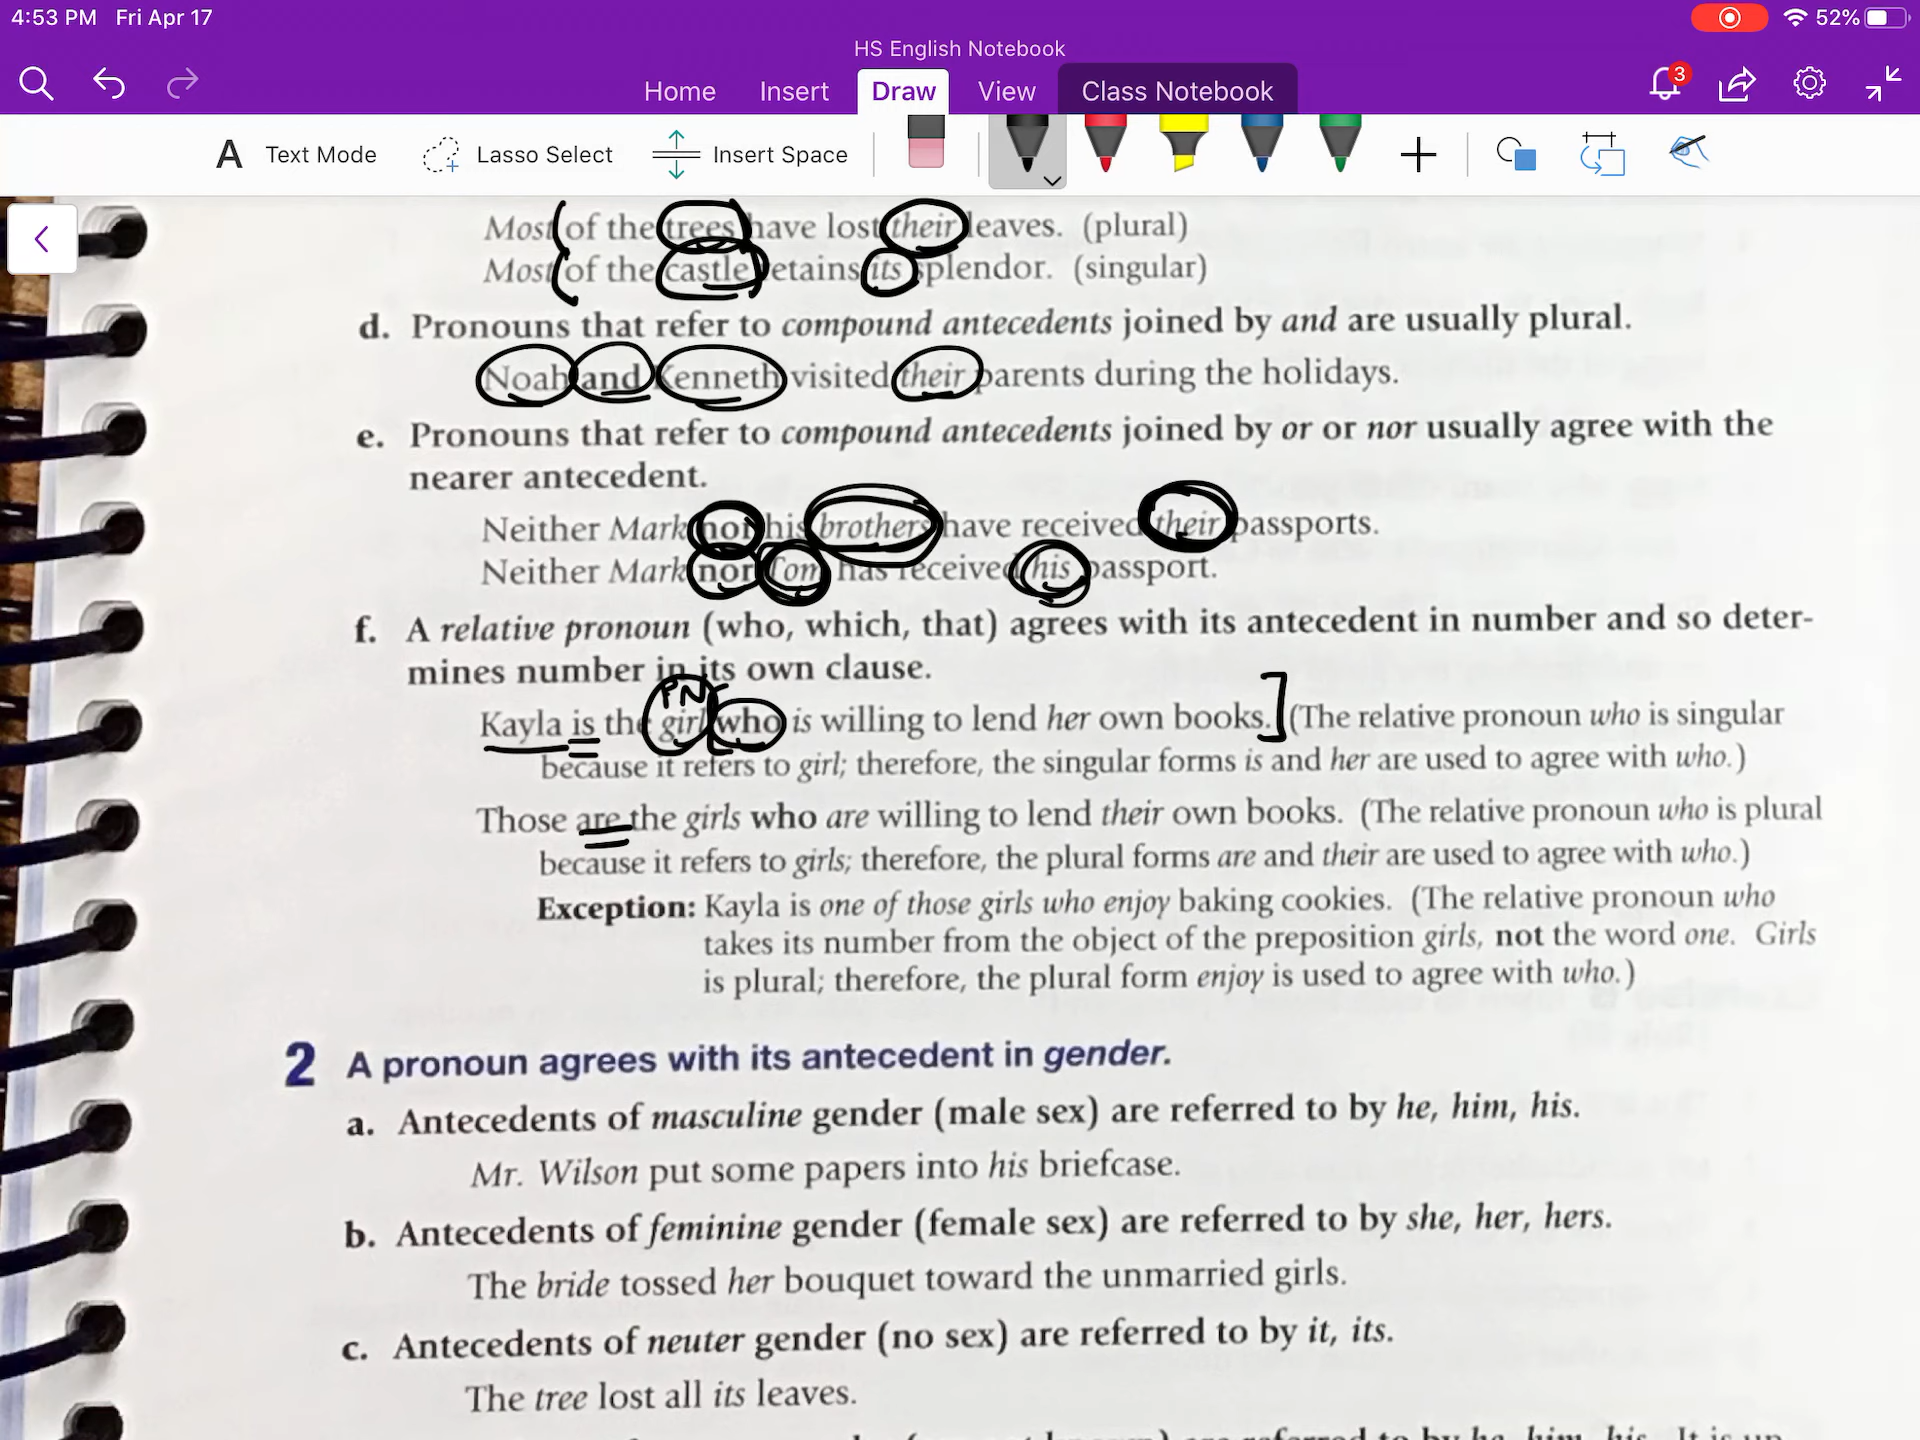 4:53 PM Fri Apr 17
52%
HS English Notebook
Home Insert Draw View Class Notebook
3
A Text Mode Lasso Select Insert Space
Most of the trees have lost their leaves. (plural)
Most of the castle retains its splendor. (singular)
d. Pronouns that refer to compound antecedents joined by and are usually plural.
Noah and Kenneth visited their parents during the holidays.
e. Pronouns that refer to compound antecedents joined by or or nor usually agree with the
nearer antecedent.
Neither Mark nor his brothers have received their passports.
Neither Mark nor Tom has received his passport.
f. A relative pronoun (who, which, that) agrees with its antecedent in number and so deter-
mines number in its own clause.
PN
Kayla is the girl who is willing to lend her own books.] (The relative pronoun who is singular
because it refers to girl; therefore, the singular forms is and her are used to agree with who.)
Those are the girls who are willing to lend their own books. (The relative pronoun who is plural
because it refers to girls; therefore, the plural forms are and their are used to agree with who.)
Exception: Kayla is one of those girls who enjoy baking cookies. (The relative pronoun who
takes its number from the object of the preposition girls, not the word one. Girls
is plural; therefore, the plural form enjoy is used to agree with who.)
2 A pronoun agrees with its antecedent in gender.
a. Antecedents of masculine gender (male sex) are referred to by he, him, his.
Mr. Wilson put some papers into his briefcase.
b. Antecedents of feminine gender (female sex) are referred to by she, her, hers.
The bride tossed her bouquet toward the unmarried girls.
c. Antecedents of neuter gender (no sex) are referred to by it, its.
The tree lost all its leaves.